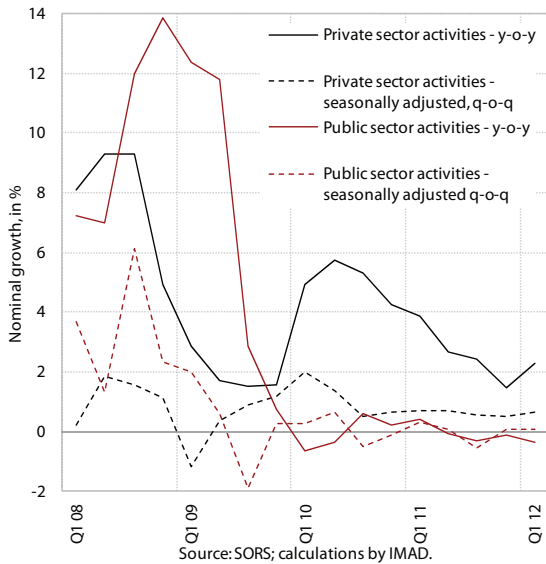 Nominal growth, in %
14
12
10
8
6
4
2
0
-2
Private sector activities - y-o-y
Private sector activities -
seasonally adjusted, q-o-q
Public sector activities - y-o-y
Public sector activities -
seasonally adjusted q-o-q
Q1 08
Q1 09
Q1 10
Q1 11
Q1 12
Source: SORS; calculations by IMAD.